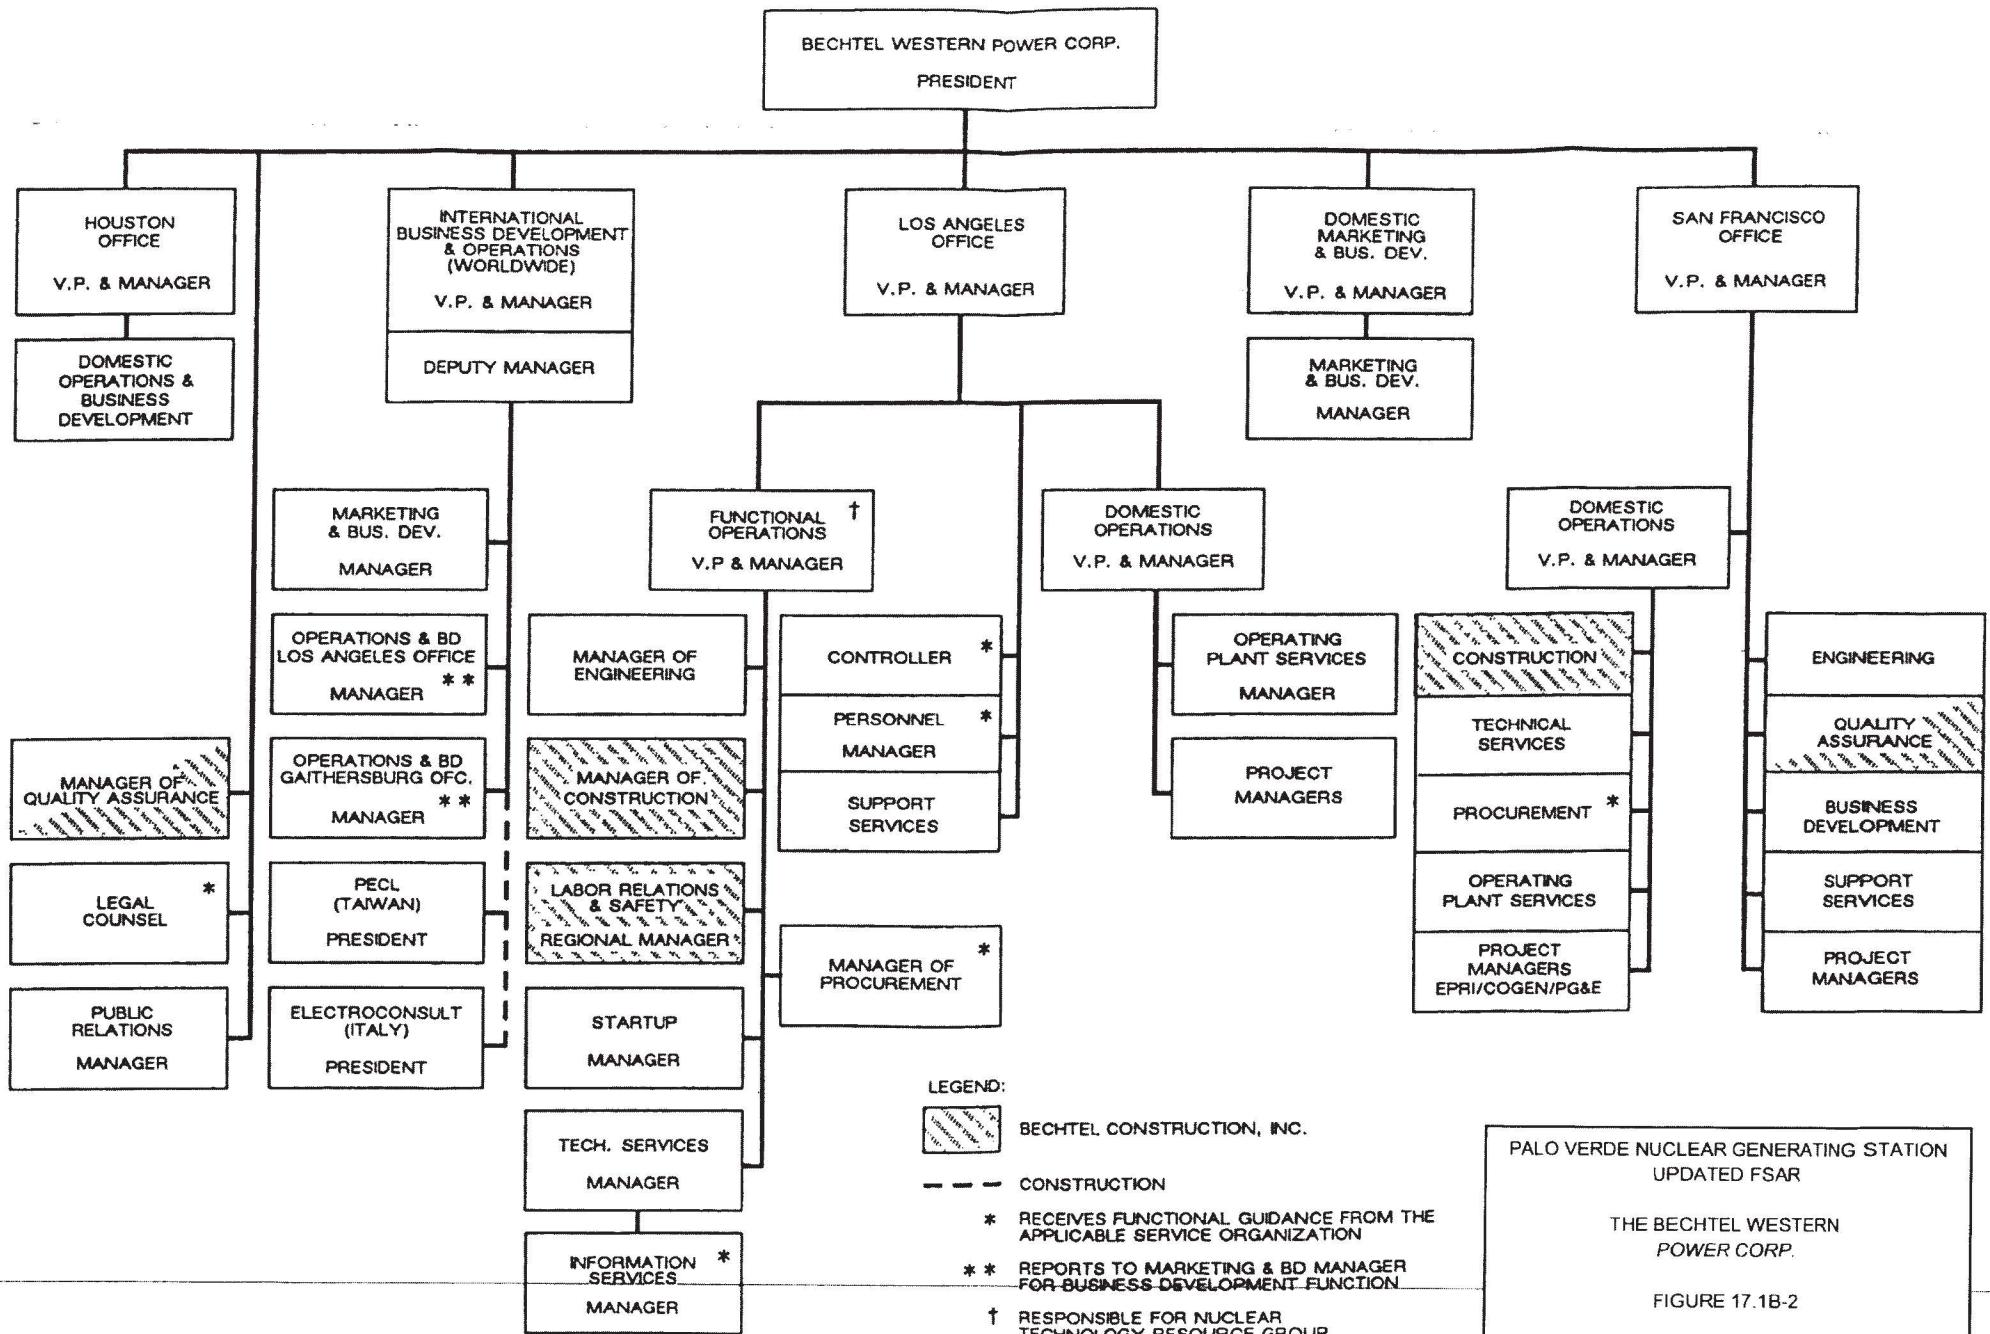 BECHTEL WESTERN POWER CORP.
PRESIDENT
HOUSTON
OFFICE
V.P. & MANAGER
DOMESTIC
OPERATIONS &
BUSINESS
DEVELOPMENT
INTERNATIONAL
BUSINESS DEVELOPMENT
& OPERATIONS
(WORLDWIDE)
V.P. & MANAGER
DEPUTY MANAGER
LOS ANGELES
OFFICE
V.P. & MANAGER
DOMESTIC
MARKETING
& BUS. DEV.
V.P. & MANAGER
MARKETING
& BUS. DEV.
MANAGER
SAN FRANCISCO
OFFICE
V.P. & MANAGER
MANAGER OF
QUALITY ASSURANCE
LEGAL *
COUNSEL
PUBLIC
RELATIONS
MANAGER
MARKETING
& BUS. DEV.
MANAGER
OPERATIONS & BD
LOS ANGELES OFFICE
MANAGER * *
OPERATIONS & BD
GAITHERSBURG OFC.
MANAGER * *
PECL
(TAIWAN)
PRESIDENT
ELECTROCONSULT
(ITALY)
PRESIDENT
FUNCTIONAL †
OPERATIONS
V.P & MANAGER
MANAGER OF
ENGINEERING
MANAGER OF
CONSTRUCTION
LABOR RELATIONS
& SAFETY
REGIONAL MANAGER
STARTUP
MANAGER
TECH. SERVICES
MANAGER
INFORMATION *
SERVICES
MANAGER
CONTROLLER *
PERSONNEL *
MANAGER
SUPPORT
SERVICES
MANAGER OF *
PROCUREMENT
DOMESTIC
OPERATIONS
V.P. & MANAGER
OPERATING
PLANT SERVICES
MANAGER
PROJECT
MANAGERS
DOMESTIC
OPERATIONS
V.P. & MANAGER
CONSTRUCTION
TECHNICAL
SERVICES
PROCUREMENT *
OPERATING
PLANT SERVICES
PROJECT
MANAGERS
EPRI/COGEN/PG&E
ENGINEERING
QUALITY
ASSURANCE
BUSINESS
DEVELOPMENT
SUPPORT
SERVICES
PROJECT
MANAGERS
LEGEND:
BECHTEL CONSTRUCTION, INC.
CONSTRUCTION
* RECEIVES FUNCTIONAL GUIDANCE FROM THE
APPLICABLE SERVICE ORGANIZATION
* * REPORTS TO MARKETING & BD MANAGER
FOR BUSINESS DEVELOPMENT FUNCTION
† RESPONSIBLE FOR NUCLEAR
TECHNOLOGY RESOURCE GROUP
PALO VERDE NUCLEAR GENERATING STATION
UPDATED FSAR
THE BECHTEL WESTERN
POWER CORP.
FIGURE 17.1B-2